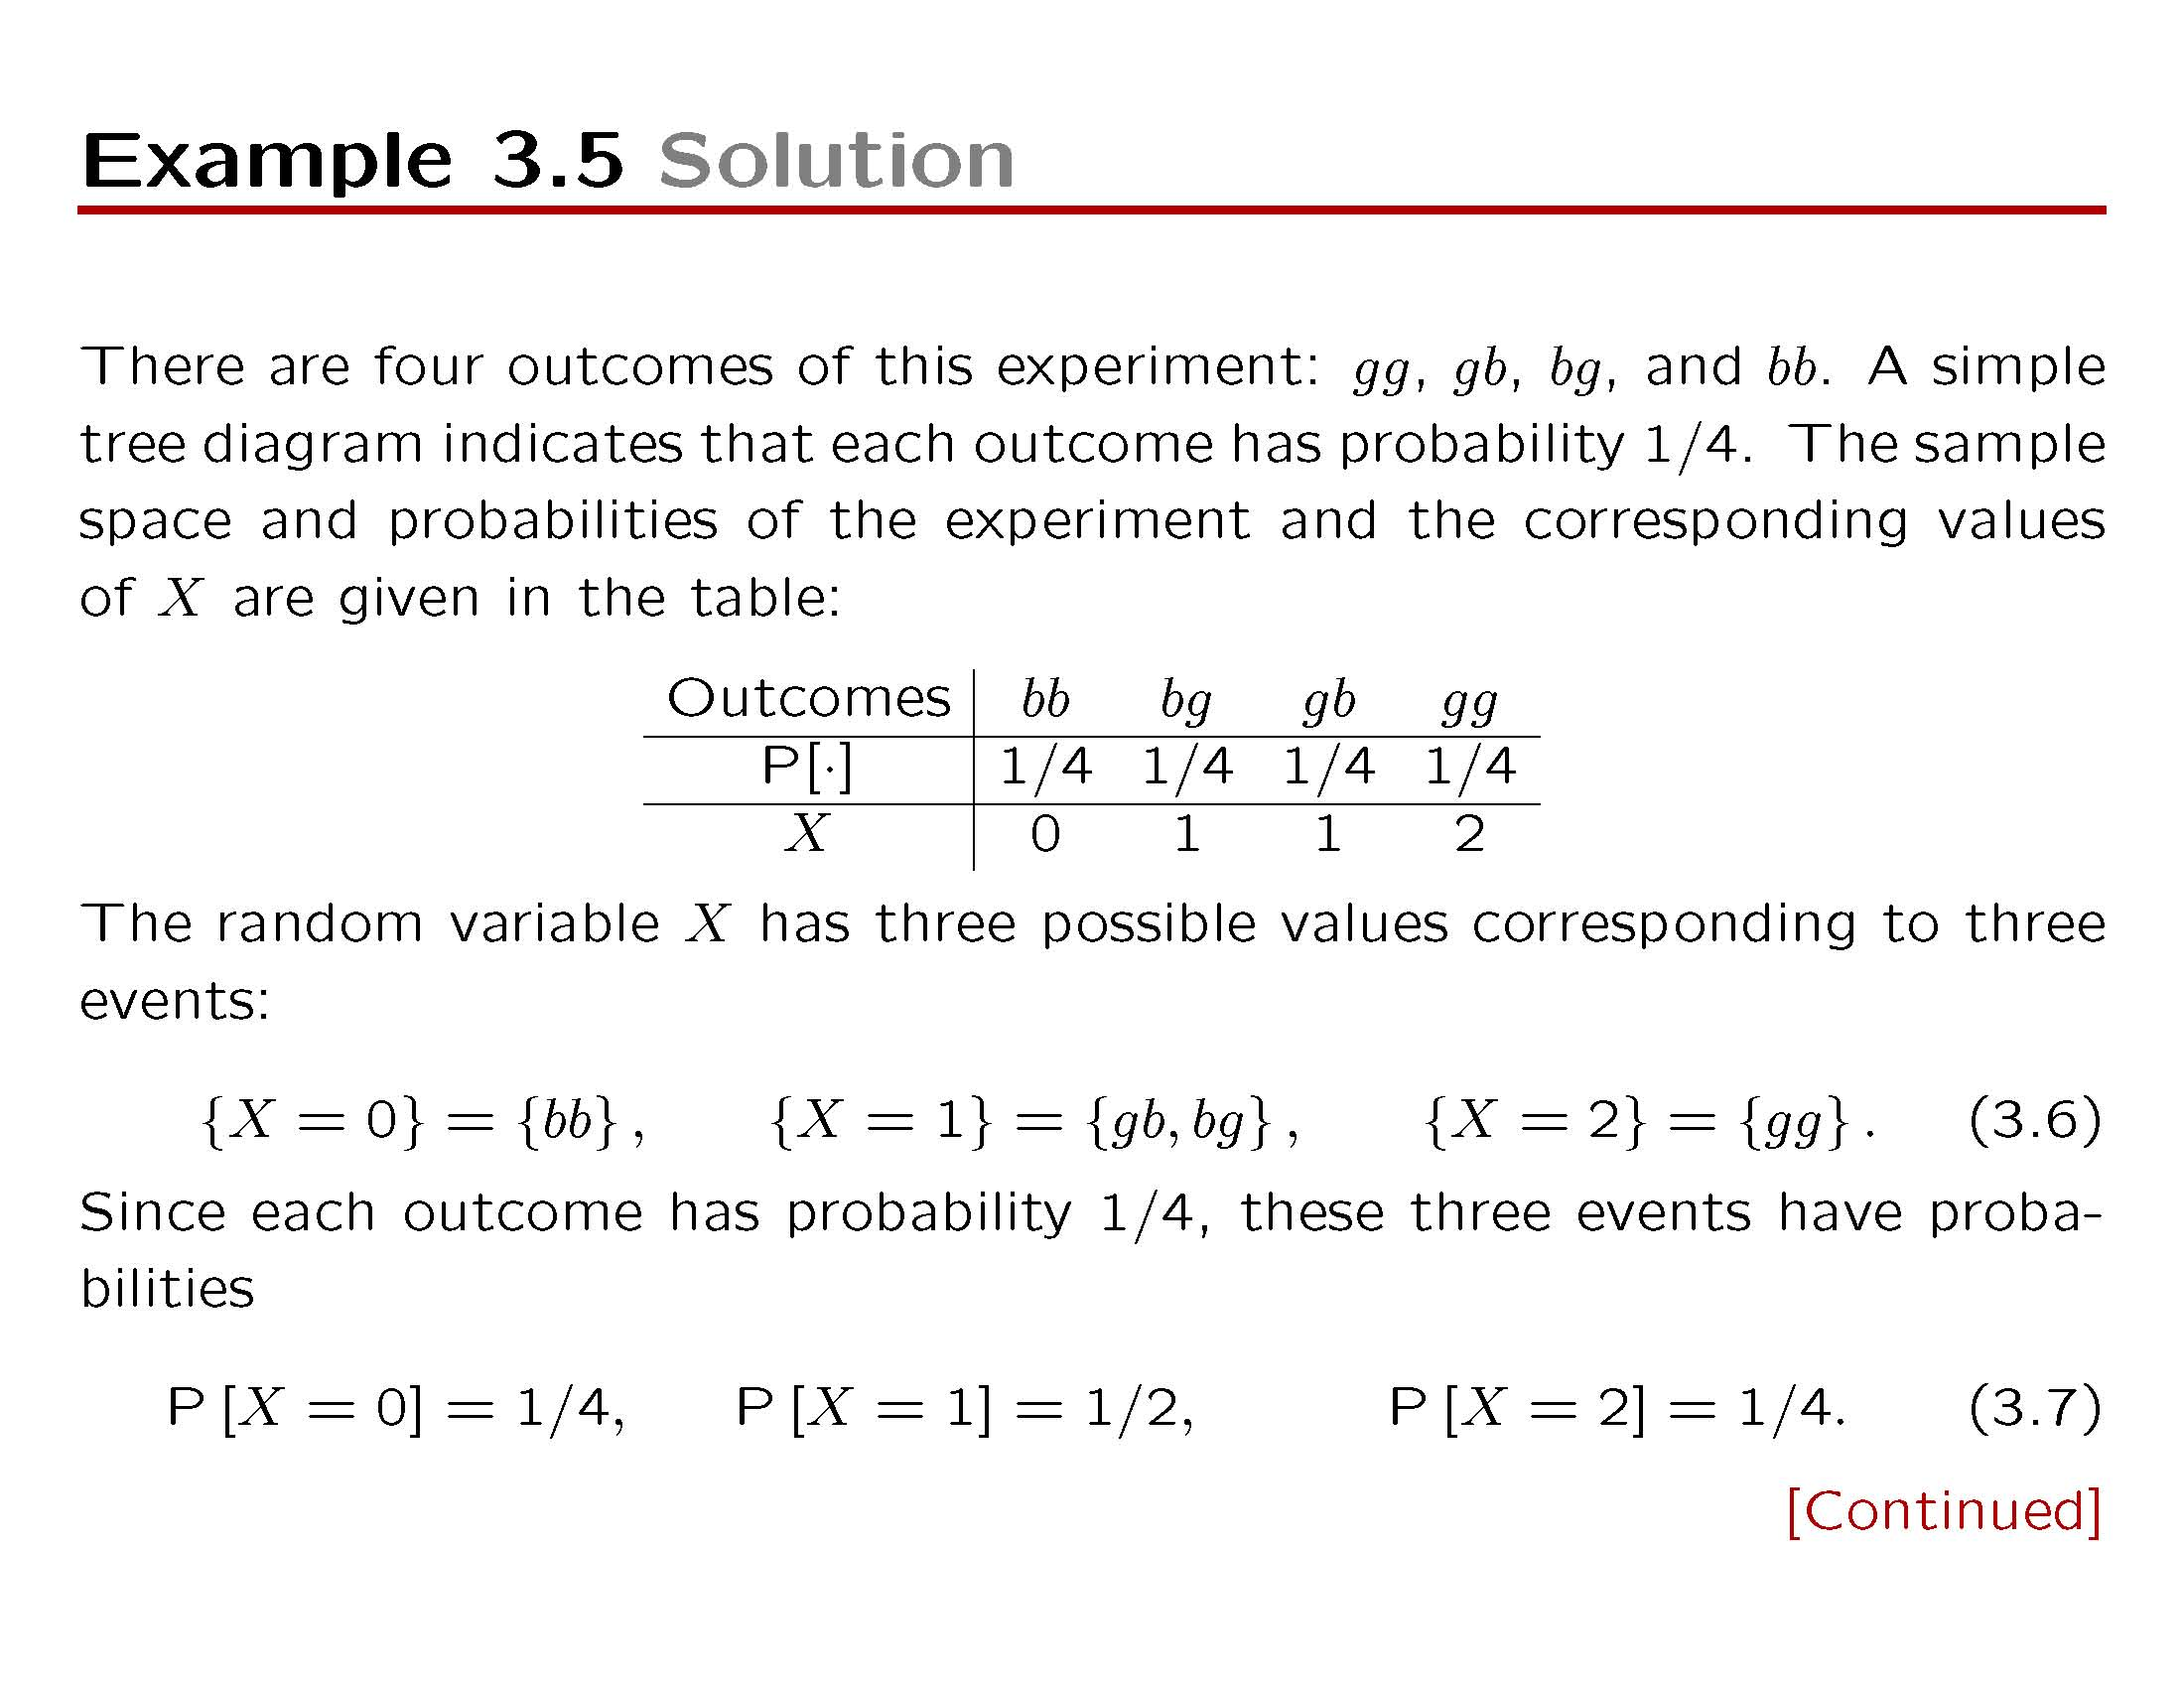 Example 3.5 Solution
There are four outcomes of this experiment: gg, gb, bg, and bb. A simple
tree diagram indicates that each outcome has probability 1/4. The sample
space and probabilities of the experiment and the corresponding values
of X are given in the table:
Outcomes bb bg gb gg
P[·] 1/4 1/4 1/4 1/4
X 0 1 1 2
The random variable X has three possible values corresponding to three
events:
{X = 0} = {bb}, {X = 1} = {gb, bg}, {X = 2} = {gg}. (3.6)
Since each outcome has probability 1/4, these three events have proba-
bilities
P [X = 0] = 1/4, P [X = 1] = 1/2, P [X = 2] = 1/4. (3.7)
[Continued]